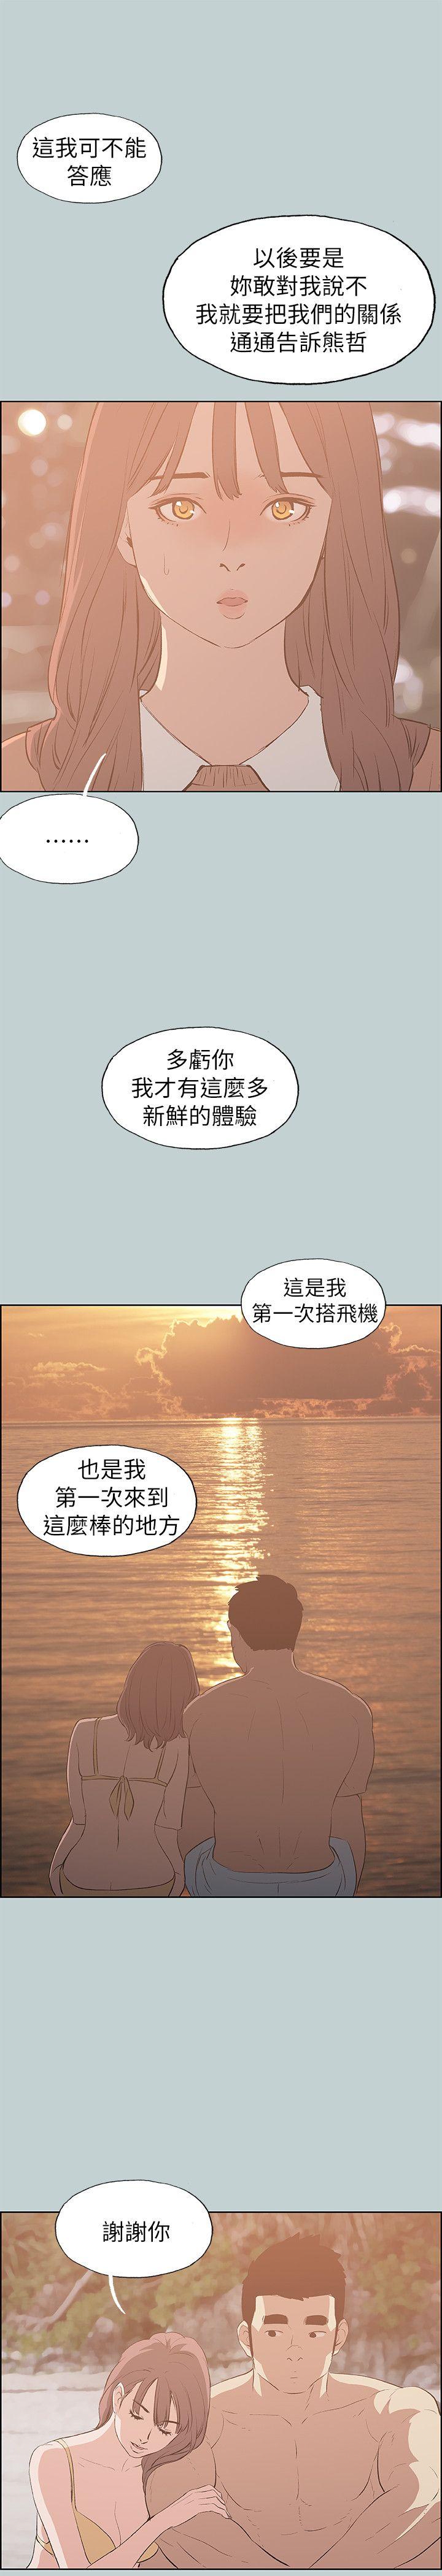 這我可不能
答應
以後要是
妳敢對我說不
我就要把我們的關係
通通告訴熊哲
……
多虧你
我才有這麼多
新鮮的體驗
這是我
第一次搭飛機
也是我
第一次來到
這麼棒的地方
謝謝你